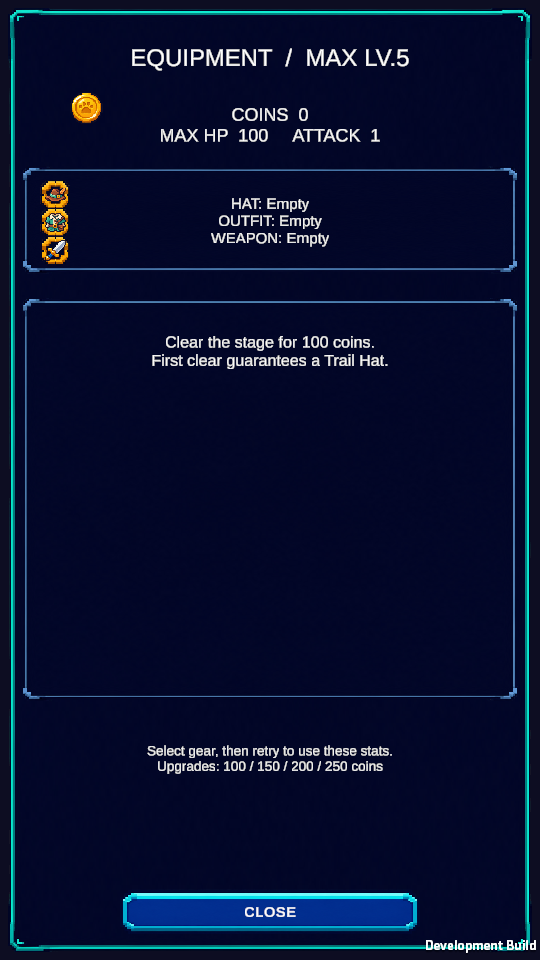 EQUIPMENT / MAX LV.5
COINS 0
MAX HP 100 ATTACK 1
HAT: Empty
OUTFIT: Empty
WEAPON: Empty
Clear the stage for 100 coins.
First clear guarantees a Trail Hat.
Select gear, then retry to use these stats.
Upgrades: 100 / 150 / 200 / 250 coins
CLOSE
Development Build